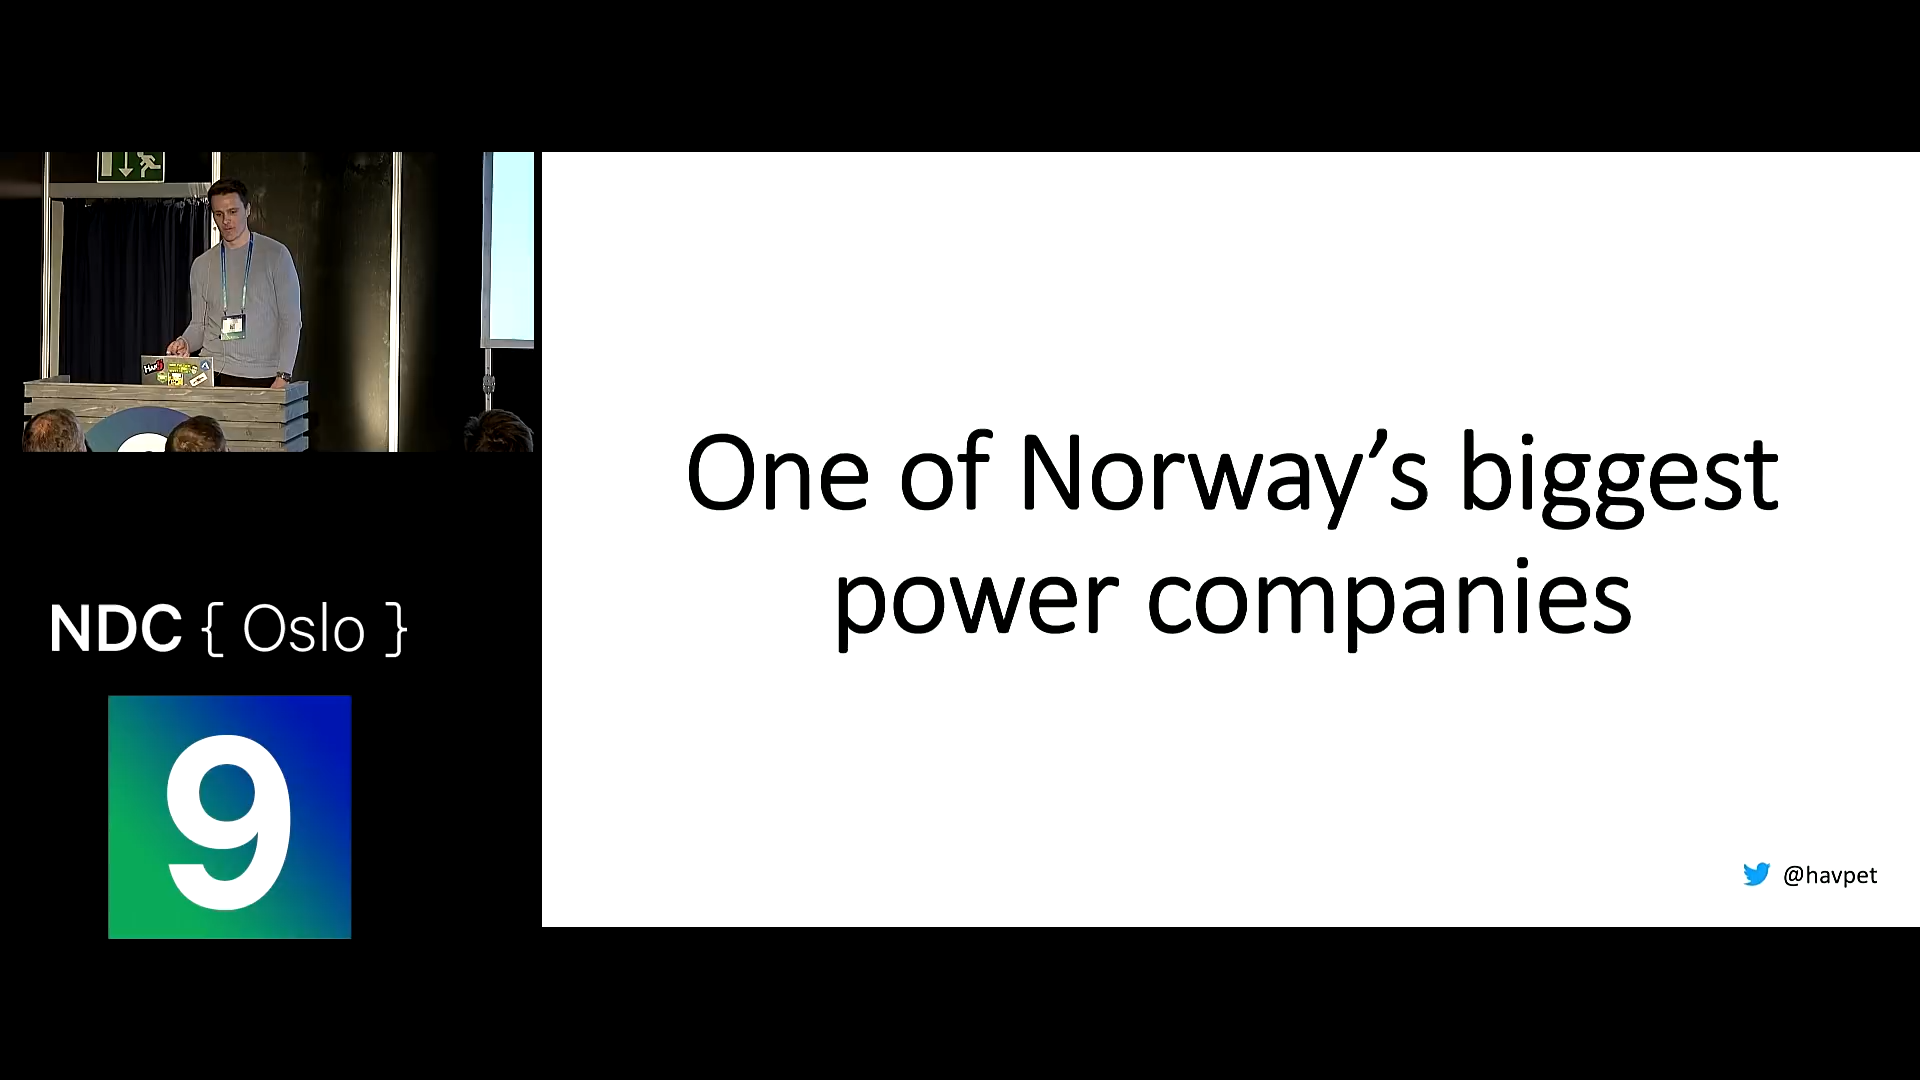 NDC { Oslo }
9
One of Norway’s biggest
power companies
@havpet